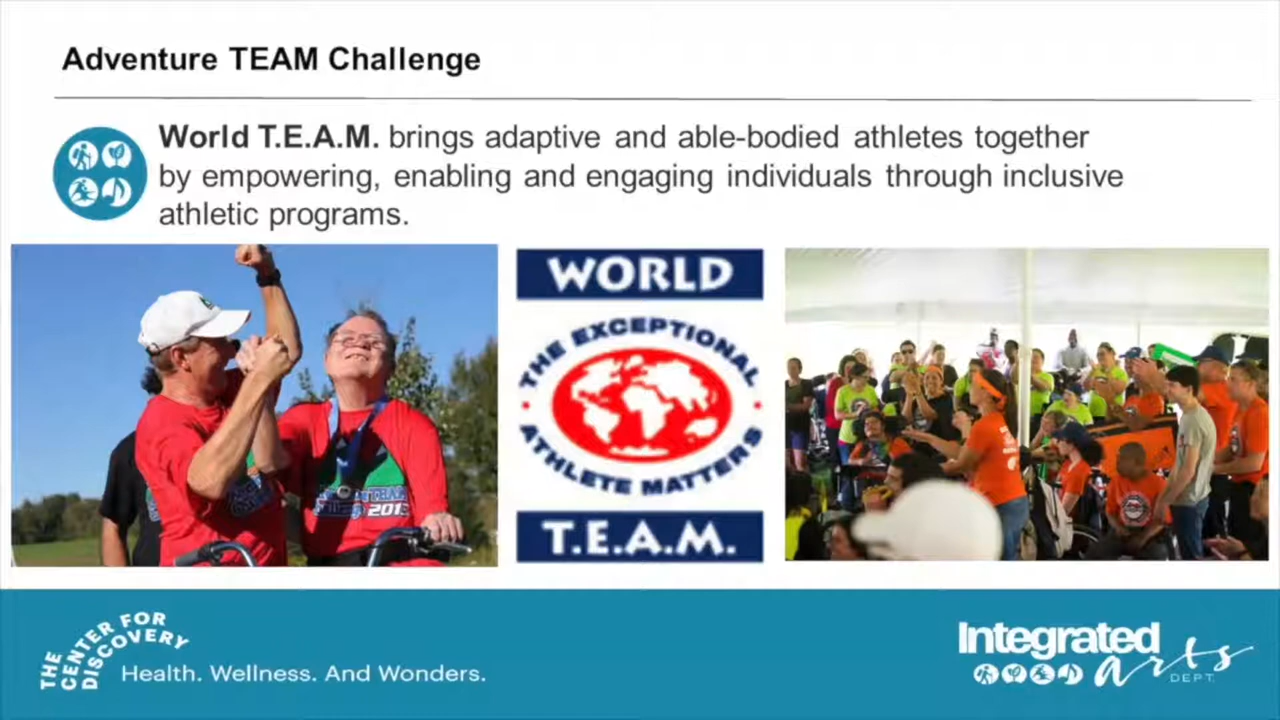 Adventure TEAM Challenge
World T.E.A.M. brings adaptive and able-bodied athletes together
by empowering, enabling and engaging individuals through inclusive
athletic programs.
2013
WORLD
THE EXCEPTIONAL
ATHLETE MATTERS
T.E.A.M.
THE
CENTER FOR
DISCOVERY
Health. Wellness. And Wonders.
Integrated
arts
DEPT.